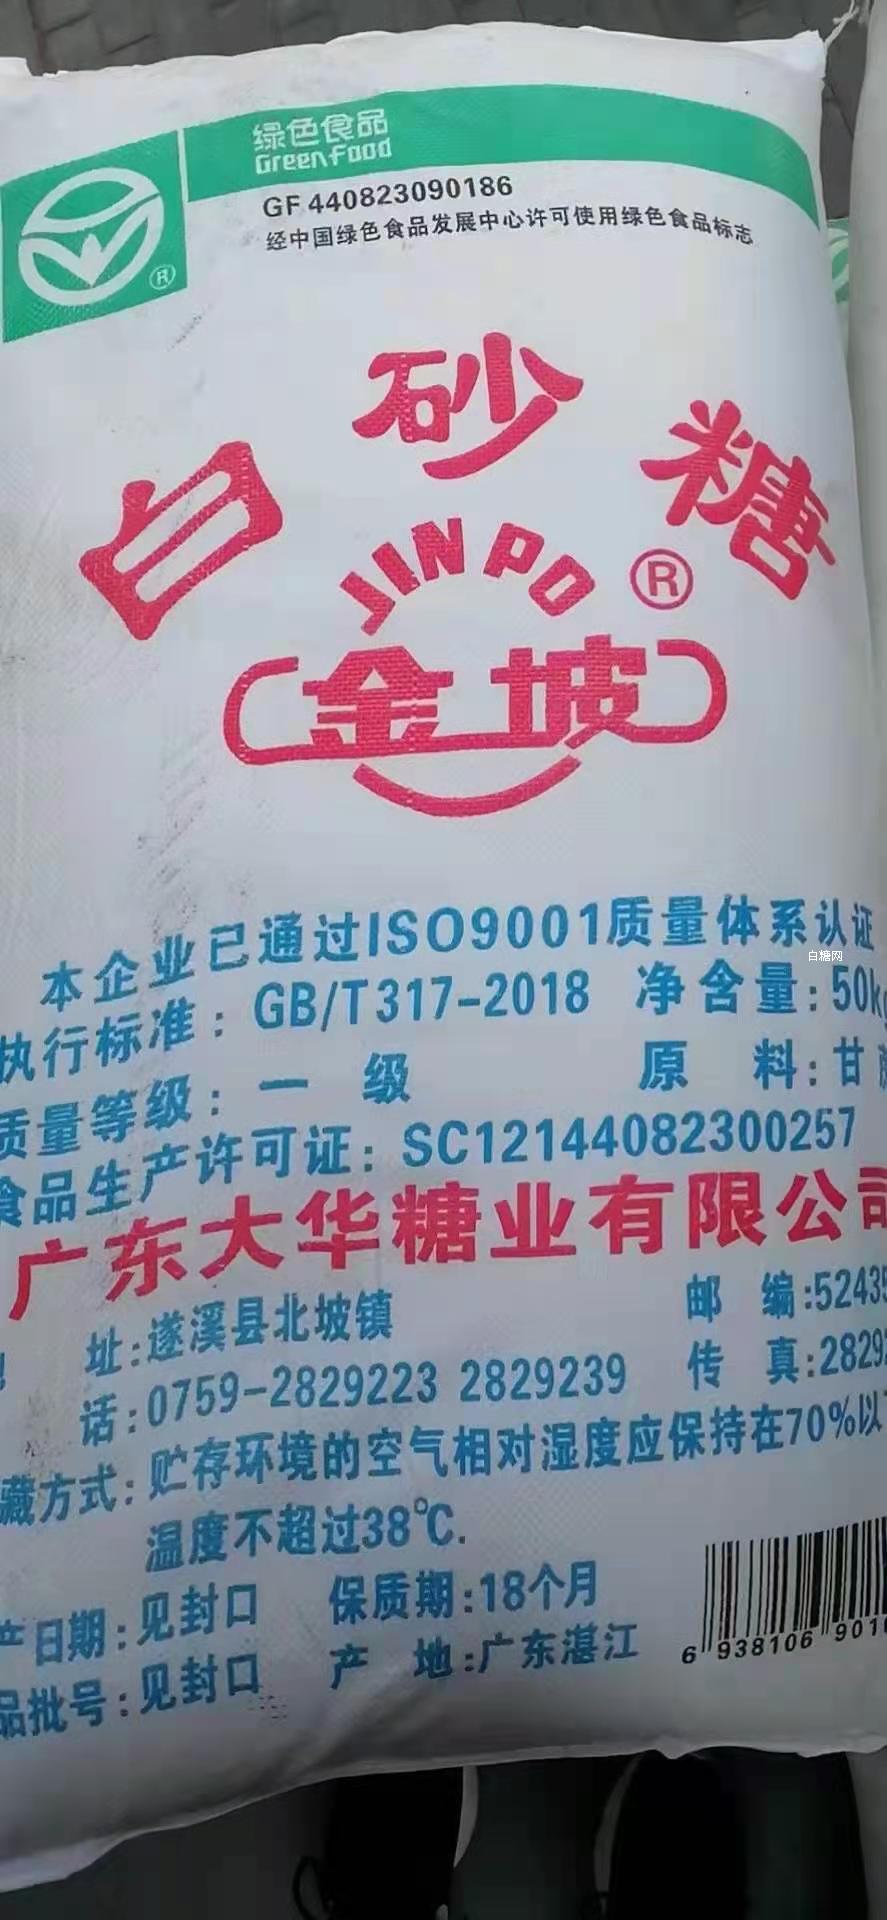 绿色食品
Green Food
GF 440823090186
经中国绿色食品发展中心许可使用绿色食品标志
®
白砂糖
JINPO
®
金坡
本企业已通过ISO9001质量体系认证
白糖网
执行标准：GB/T317-2018 净含量：50k
质量等级：一级 原料：甘
食品生产许可证：SC12144082300257
广东大华糖业有限公司
址：遂溪县北坡镇 邮编：5243
话：0759-2829223 2829239 传真：2829
藏方式：贮存环境的空气相对湿度应保持在70%以
温度不超过38℃.
产日期：见封口 保质期：18个月
品批号：见封口 产地：广东湛江
6 938106 901